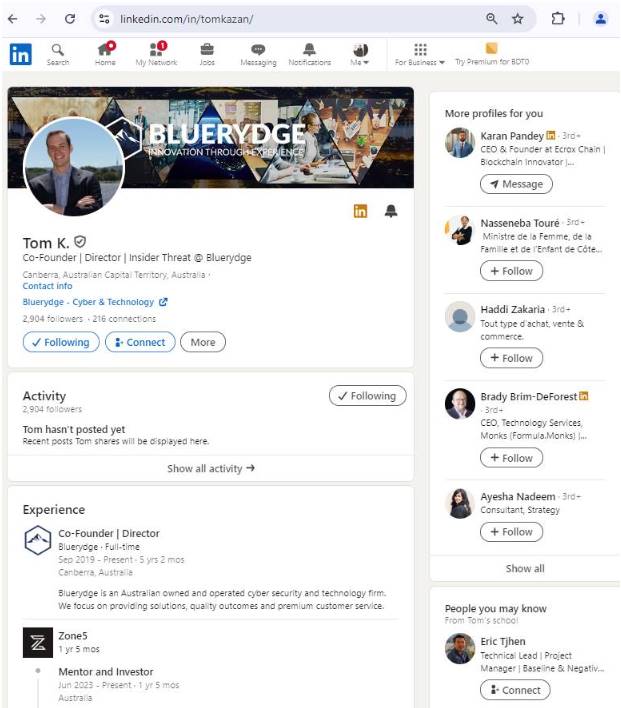 linkedin.com/in/tomkazan/
in
Search
Home
My Network
Jobs
Messaging
Notifications
Me
For Business
Try Premium for BDT0
BLUERYDGE
INNOVATION THROUGH EXPERIENCE
in
Tom K.
Co-Founder | Director | Insider Threat @ Bluerydge
Canberra, Australian Capital Territory, Australia ·
Contact info
Bluerydge - Cyber & Technology
2,904 followers · 216 connections
Following
Connect
More
Activity
2,904 followers
Following
Tom hasn't posted yet
Recent posts Tom shares will be displayed here.
Show all activity →
Experience
Co-Founder | Director
Bluerydge · Full-time
Sep 2019 - Present · 5 yrs 2 mos
Canberra, Australia
Bluerydge is an Australian owned and operated cyber security and technology firm.
We focus on providing solutions, quality outcomes and premium customer service.
Zone5
1 yr 5 mos
Mentor and Investor
Jun 2023 - Present · 1 yr 5 mos
Australia
More profiles for you
Karan Pandey in · 3rd+
CEO & Founder at Ecrox Chain |
Blockchain Innovator |...
Message
Nasseneba Touré · 3rd+
Ministre de la Femme, de la
Famille et de l'Enfant de Côte...
+ Follow
Haddi Zakaria · 3rd+
Tout type d'achat, vente &
commerce.
+ Follow
Brady Brim-DeForest in
· 3rd+
CEO, Technology Services,
Monks (Formula.Monks) |...
+ Follow
Ayesha Nadeem · 3rd+
Consultant, Strategy
+ Follow
Show all
People you may know
From Tom's school
Eric Tjhen
Technical Lead | Project
Manager | Baseline & Negativ...
Connect